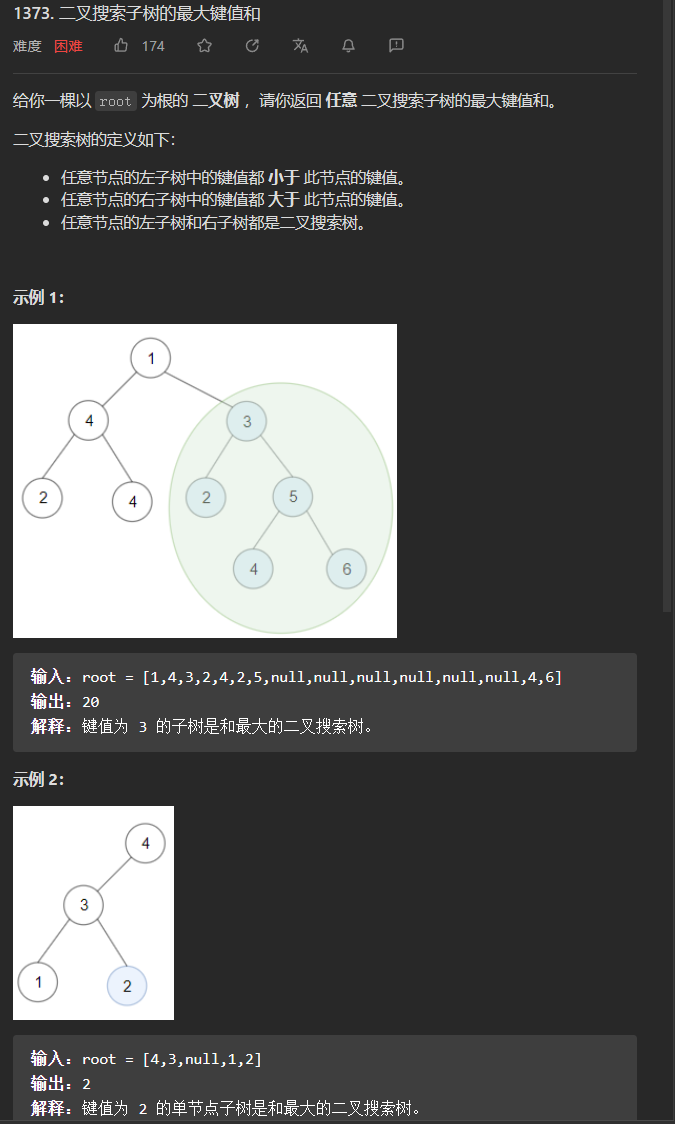 1373. 二叉搜索子树的最大键值和
难度 困难 174
给你一棵以 root 为根的 二叉树 ，请你返回 任意 二叉搜索子树的最大键值和。
二叉搜索树的定义如下：
任意节点的左子树中的键值都 小于 此节点的键值。
任意节点的右子树中的键值都 大于 此节点的键值。
任意节点的左子树和右子树都是二叉搜索树。
示例 1：
1
4 3
2 4 2 5
4 6
输入：root = [1,4,3,2,4,2,5,null,null,null,null,null,null,4,6]
输出：20
解释：键值为 3 的子树是和最大的二叉搜索树。
示例 2：
4
3
1 2
输入：root = [4,3,null,1,2]
输出：2
解释：键值为 2 的单节点子树是和最大的二叉搜索树。